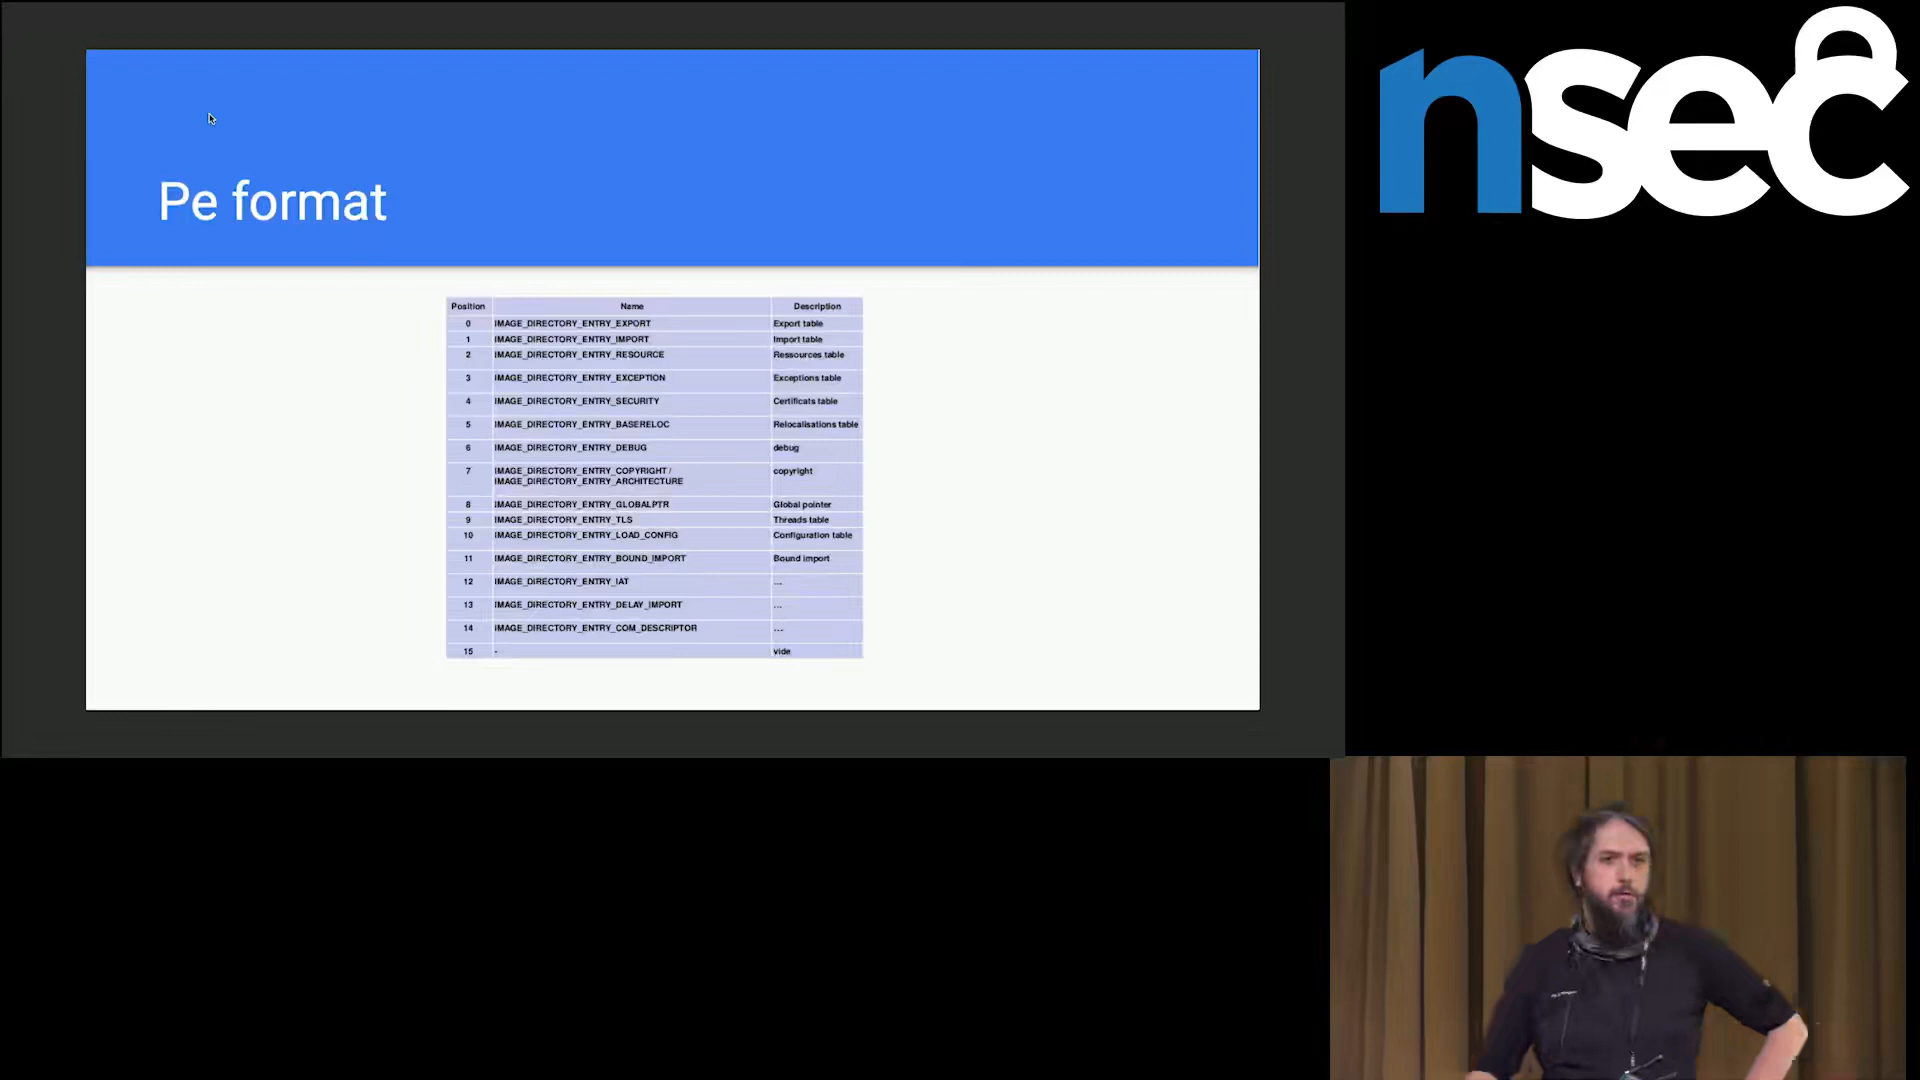 nsec
Pe format
Position Name Description
0 IMAGE_DIRECTORY_ENTRY_EXPORT Export table
1 IMAGE_DIRECTORY_ENTRY_IMPORT Import table
2 IMAGE_DIRECTORY_ENTRY_RESOURCE Ressources table
3 IMAGE_DIRECTORY_ENTRY_EXCEPTION Exceptions table
4 IMAGE_DIRECTORY_ENTRY_SECURITY Certificats table
5 IMAGE_DIRECTORY_ENTRY_BASERELOC Relocalisations table
6 IMAGE_DIRECTORY_ENTRY_DEBUG debug
7 IMAGE_DIRECTORY_ENTRY_COPYRIGHT / copyright
IMAGE_DIRECTORY_ENTRY_ARCHITECTURE
8 IMAGE_DIRECTORY_ENTRY_GLOBALPTR Global pointer
9 IMAGE_DIRECTORY_ENTRY_TLS Threads table
10 IMAGE_DIRECTORY_ENTRY_LOAD_CONFIG Configuration table
11 IMAGE_DIRECTORY_ENTRY_BOUND_IMPORT Bound import
12 IMAGE_DIRECTORY_ENTRY_IAT ...
13 IMAGE_DIRECTORY_ENTRY_DELAY_IMPORT ...
14 IMAGE_DIRECTORY_ENTRY_COM_DESCRIPTOR ...
15 - vide